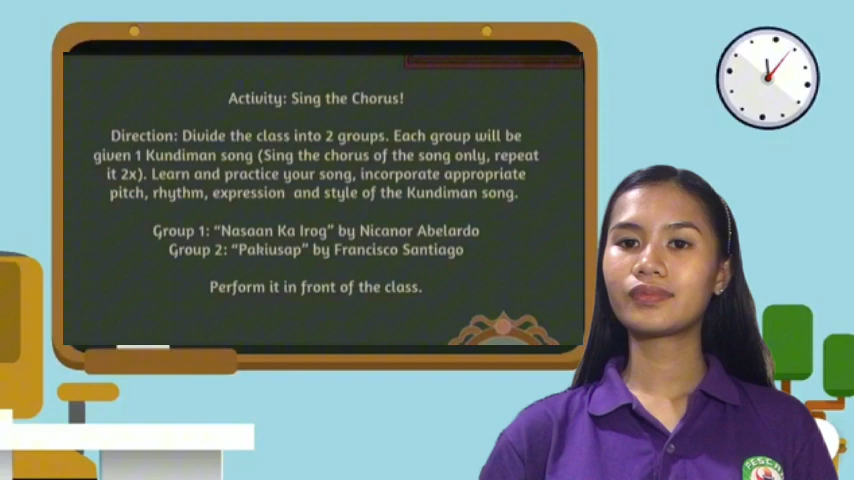 Activity: Sing the Chorus!
Direction: Divide the class into 2 groups. Each group will be
given 1 Kundiman song (Sing the chorus of the song only, repeat
it 2x). Learn and practice your song, incorporate appropriate
pitch, rhythm, expression and style of the Kundiman song.
Group 1: “Nasaan Ka Irog” by Nicanor Abelardo
Group 2: “Pakiusap” by Francisco Santiago
Perform it in front of the class.